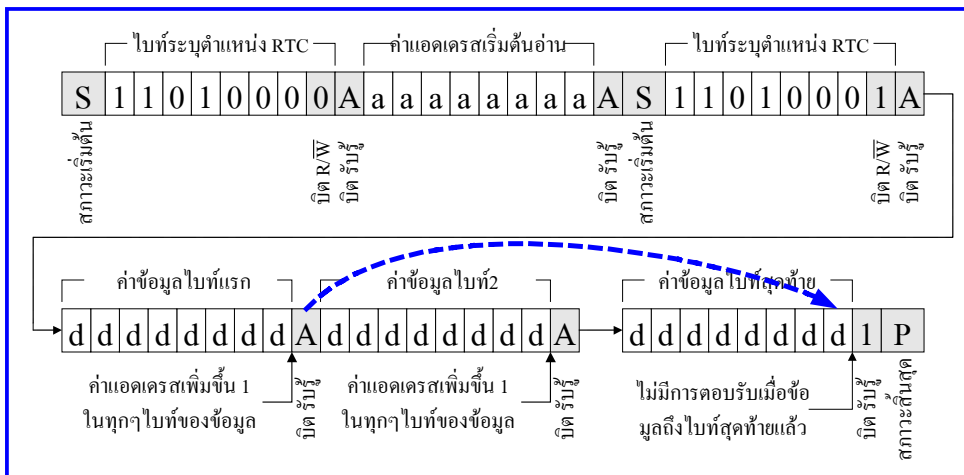 ไบท์ระบุตำแหน่ง RTC
ค่าแอดเดรสเริ่มต้นอ่าน
ไบท์ระบุตำแหน่ง RTC
S 1 1 0 1 0 0 0 0 A a a a a a a a a A S 1 1 0 1 0 0 0 1 A
สภาวะเริ่มต้น
บิต R/W̅
บิต รับรู้
บิต รับรู้
สภาวะเริ่มต้น
บิต R/W̅
บิต รับรู้
ค่าข้อมูลไบท์แรก
ค่าข้อมูลไบท์2
ค่าข้อมูลไบท์สุดท้าย
d d d d d d d d A d d d d d d d d A d d d d d d d d 1 P
ค่าแอดเดรสเพิ่มขึ้น 1
ในทุกๆไบท์ของข้อมูล
บิต รับรู้
ค่าแอดเดรสเพิ่มขึ้น 1
ในทุกๆไบท์ของข้อมูล
บิต รับรู้
ไม่มีการตอบรับเมื่อข้อ
มูลถึงไบท์สุดท้ายแล้ว
บิต รับรู้
สภาวะสิ้นสุด